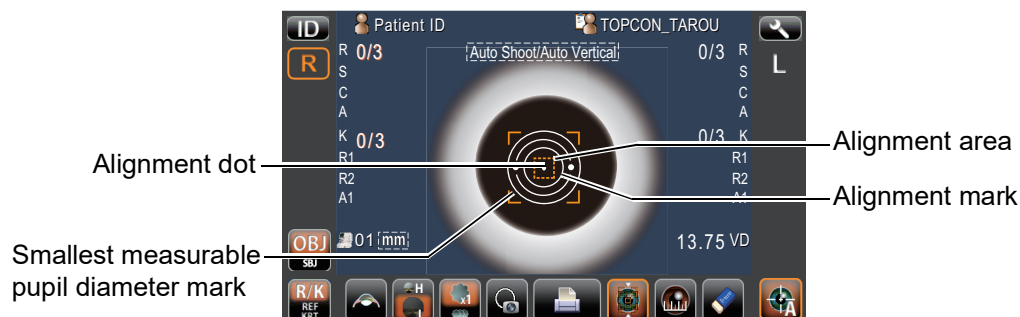 ID Patient ID TOPCON_TAROU
R R 0/3 Auto Shoot/Auto Vertical 0/3 R L
S S
C C
A A
K 0/3 0/3 K
Alignment area
R1 R1
Alignment dot
R2 R2
A1 A1
Alignment mark
OBJ 01 mm 13.75 VD
SBJ
Smallest measurable
pupil diameter mark
R/K H x1 A
REF
KRT